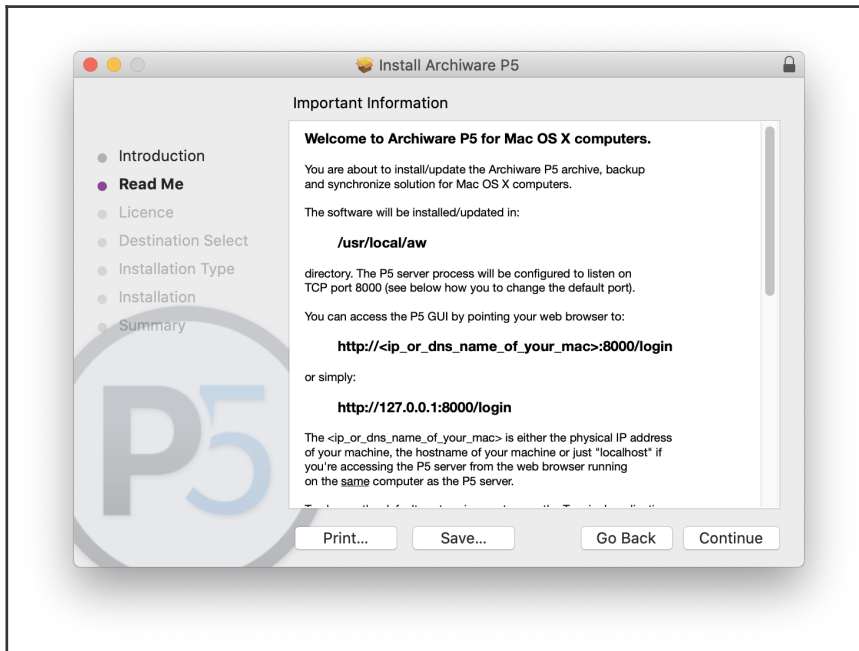 Install Archiware P5
Important Information
Introduction
Read Me
Licence
Destination Select
Installation Type
Installation
Summary
P5
Welcome to Archiware P5 for Mac OS X computers.
You are about to install/update the Archiware P5 archive, backup
and synchronize solution for Mac OS X computers.
The software will be installed/updated in:
/usr/local/aw
directory. The P5 server process will be configured to listen on
TCP port 8000 (see below how you to change the default port).
You can access the P5 GUI by pointing your web browser to:
http://<ip_or_dns_name_of_your_mac>:8000/login
or simply:
http://127.0.0.1:8000/login
The <ip_or_dns_name_of_your_mac> is either the physical IP address
of your machine, the hostname of your machine or just "localhost" if
you're accessing the P5 server from the web browser running
on the same computer as the P5 server.
Print...
Save...
Go Back
Continue